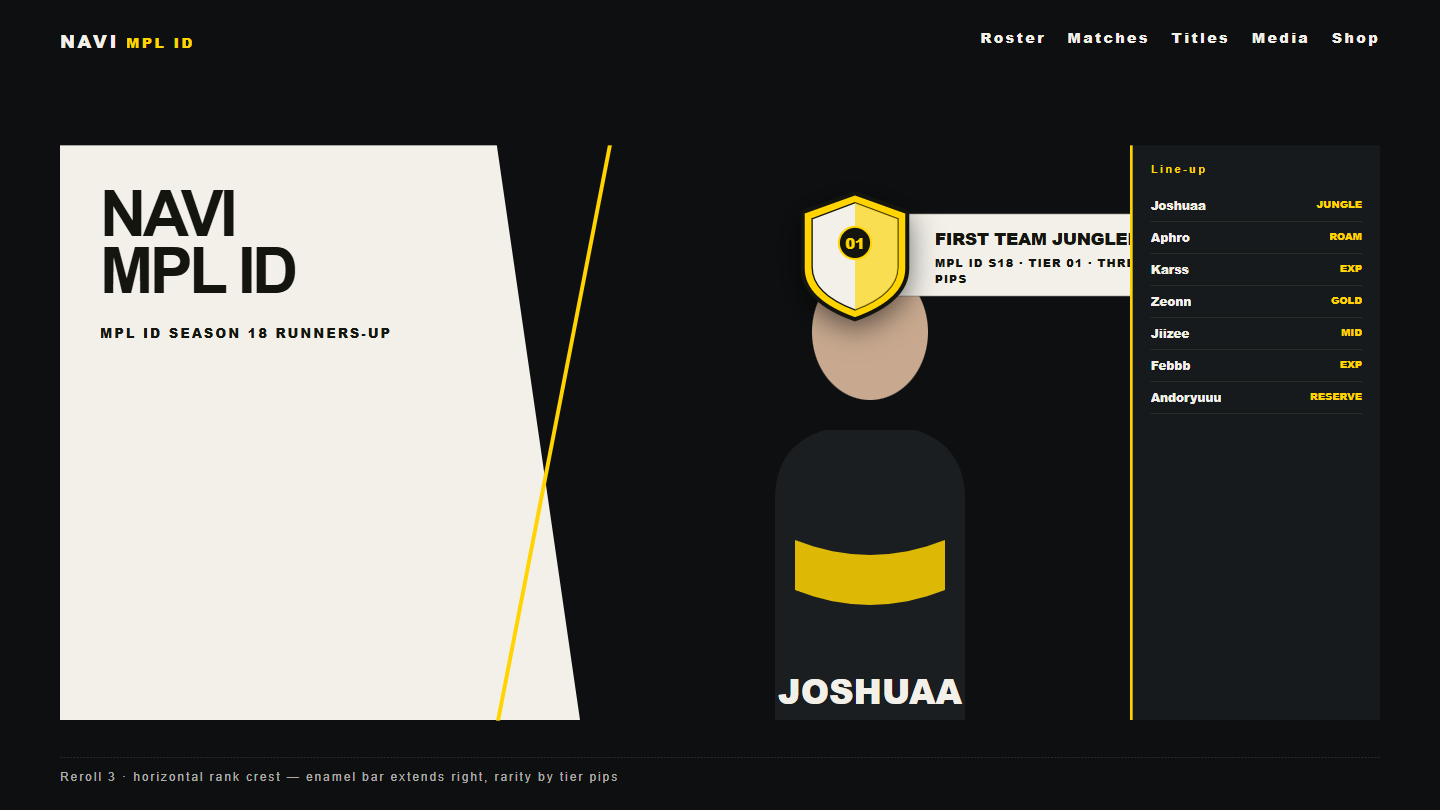 NAVI MPL ID
Roster Matches Titles Media Shop
NAVI
MPL ID
MPL ID SEASON 18 RUNNERS-UP
01
FIRST TEAM JUNGLE
MPL ID S18 · TIER 01 ·
PIPS
JOSHUAA
Line-up
Joshuaa JUNGLE
Aphro ROAM
Karss EXP
Zeonn GOLD
Jiizee MID
Febbb EXP
Andoryuuu RESERVE
Reroll 3 · horizontal rank crest — enamel bar extends right, rarity by tier pips